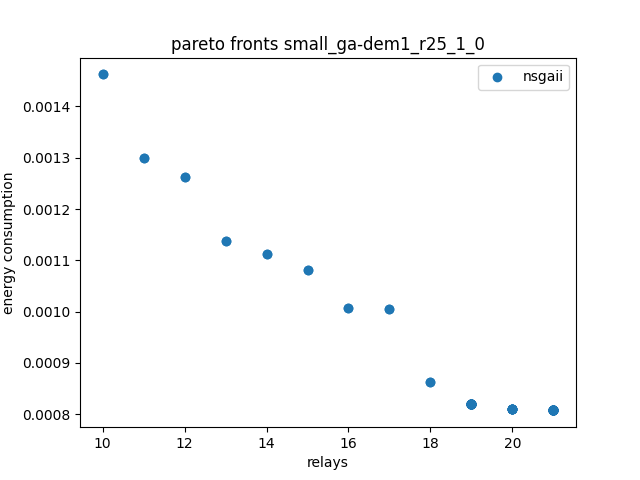 pareto fronts small_ga-dem1_r25_1_0
nsgaii
0.0014
0.0013
0.0012
0.0011
0.0010
0.0009
0.0008
energy consumption
10 12 14 16 18 20
relays